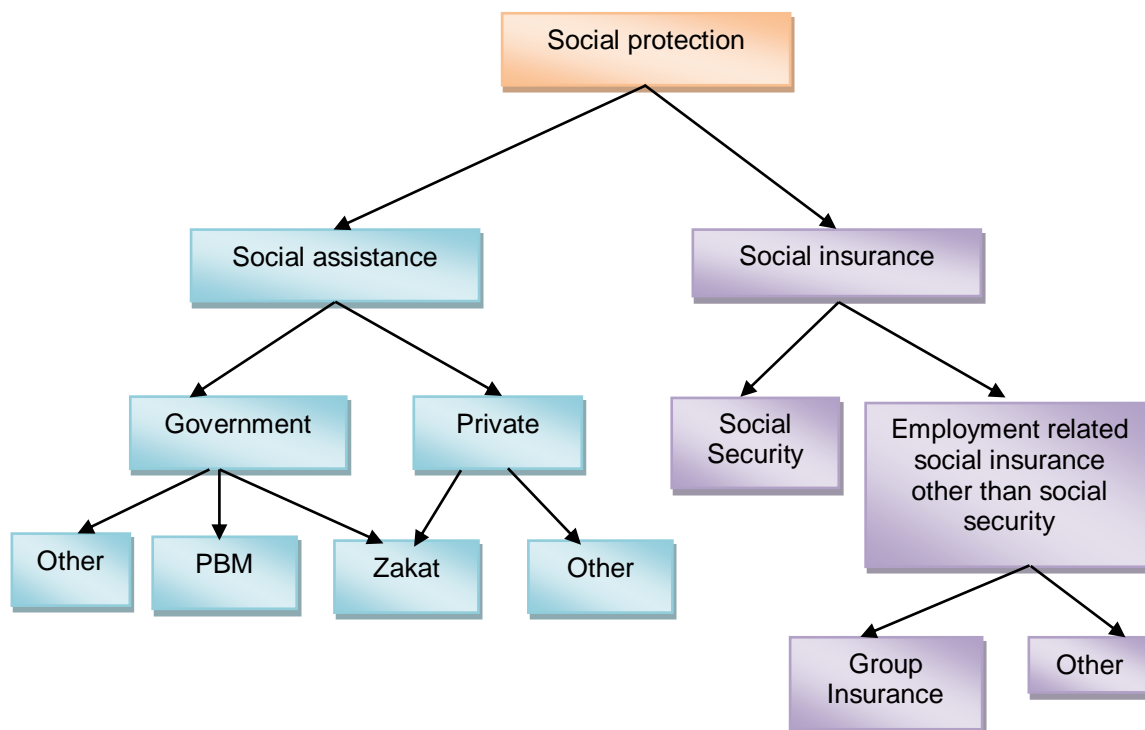 Social protection
Social assistance
Social insurance
Government
Private
Social
Security
Employment related
social insurance
other than social
security
Other
PBM
Zakat
Other
Group
Insurance
Other